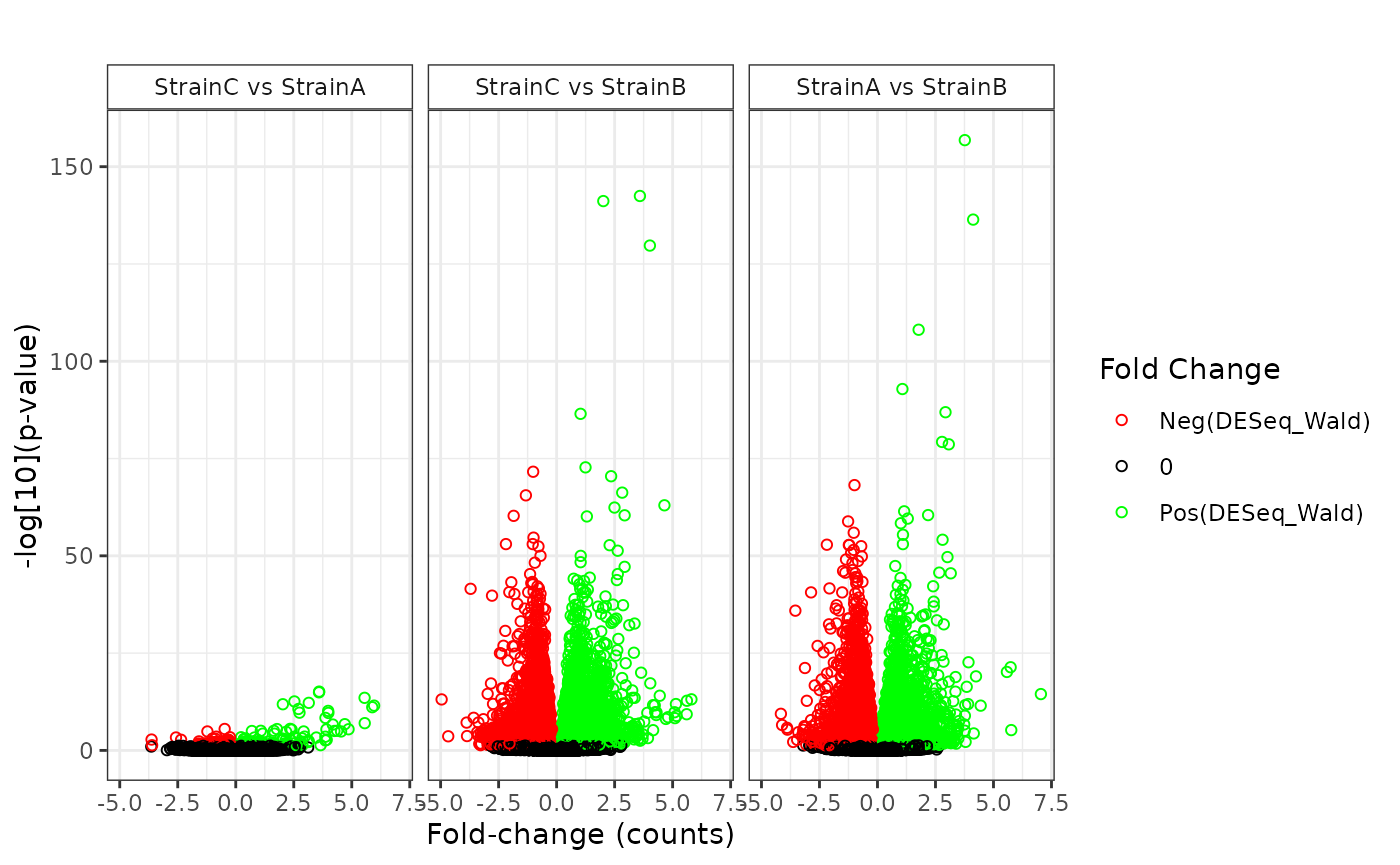 StrainC vs StrainA
StrainC vs StrainB
StrainA vs StrainB
-log[10](p-value)
150
100
50
0
-5.0 -2.5 0.0 2.5 5.0 7.5
-5.0 -2.5 0.0 2.5 5.0 7.5
-5.0 -2.5 0.0 2.5 5.0 7.5
Fold-change (counts)
Fold Change
Neg(DESeq_Wald)
0
Pos(DESeq_Wald)